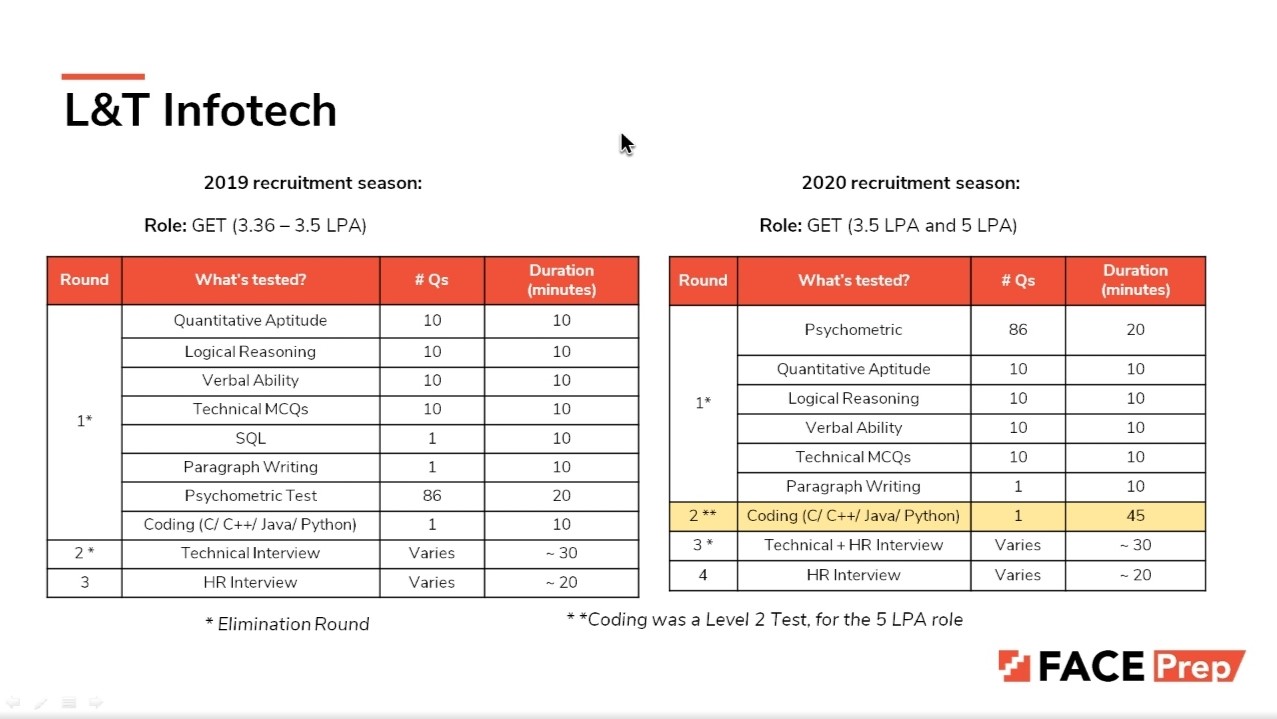 L&T Infotech
2019 recruitment season:
Role: GET (3.36 – 3.5 LPA)
Round What's tested? # Qs Duration (minutes)
1*
Quantitative Aptitude 10 10
Logical Reasoning 10 10
Verbal Ability 10 10
Technical MCQs 10 10
SQL 1 10
Paragraph Writing 1 10
Psychometric Test 86 20
Coding (C/ C++/ Java/ Python) 1 10
2 * Technical Interview Varies ~ 30
3 HR Interview Varies ~ 20
* Elimination Round
2020 recruitment season:
Role: GET (3.5 LPA and 5 LPA)
Round What's tested? # Qs Duration (minutes)
1*
Psychometric 86 20
Quantitative Aptitude 10 10
Logical Reasoning 10 10
Verbal Ability 10 10
Technical MCQs 10 10
Paragraph Writing 1 10
2 ** Coding (C/ C++/ Java/ Python) 1 45
3 * Technical + HR Interview Varies ~ 30
4 HR Interview Varies ~ 20
* *Coding was a Level 2 Test, for the 5 LPA role
FACE Prep